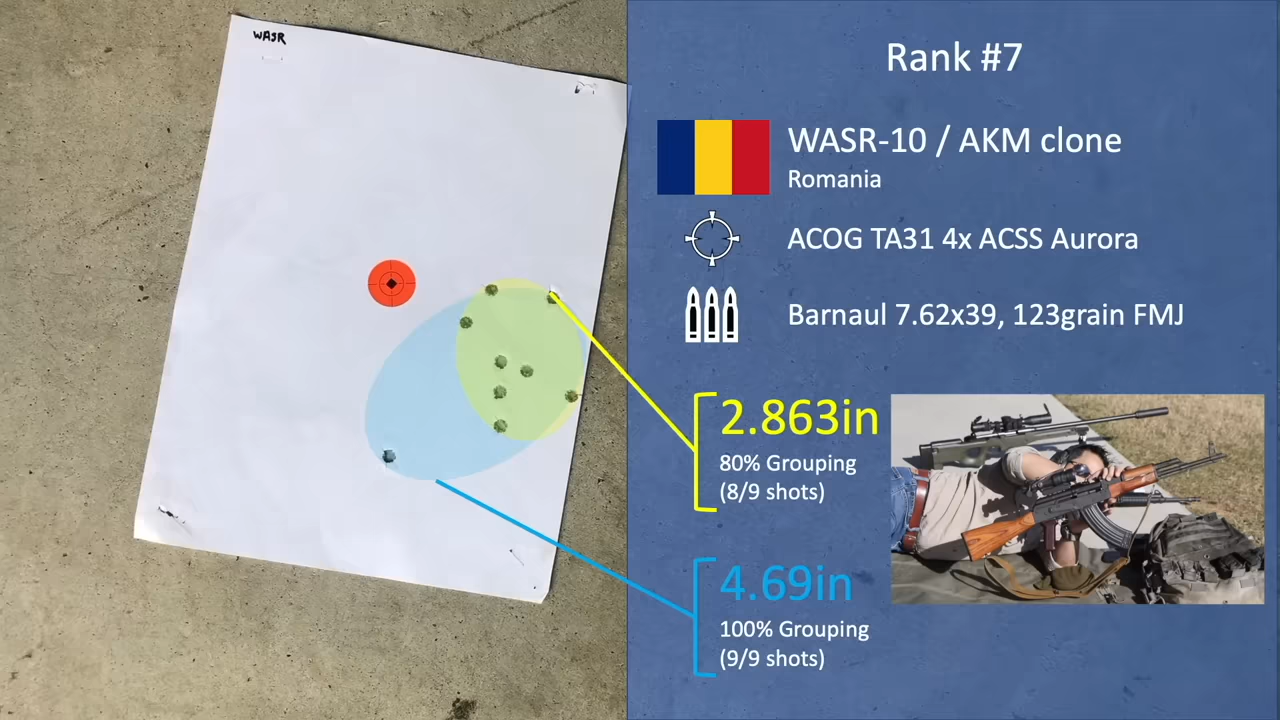 WASR
Rank #7
WASR-10 / AKM clone
Romania
ACOG TA31 4x ACSS Aurora
Barnaul 7.62x39, 123grain FMJ
2.863in
80% Grouping
(8/9 shots)
4.69in
100% Grouping
(9/9 shots)